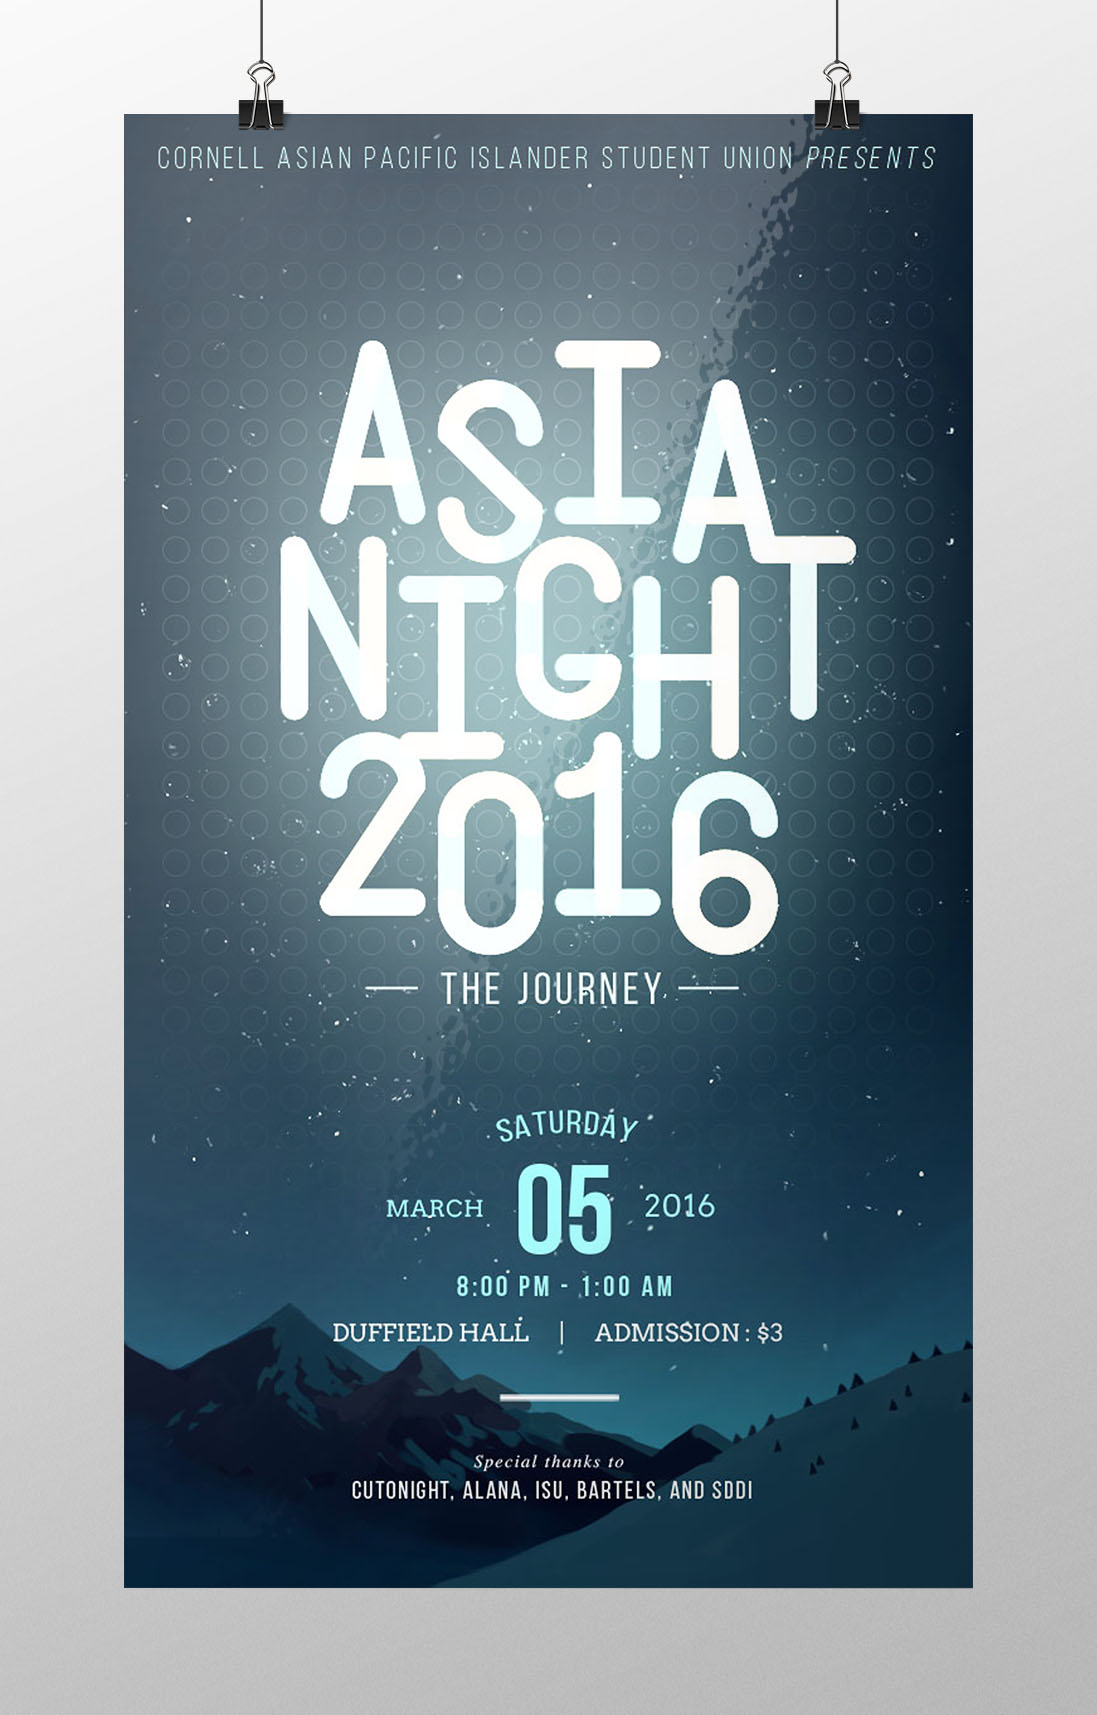 CORNELL ASIAN PACIFIC ISLANDER STUDENT UNION PRESENTS
ASIA
NIGHT
2016
THE JOURNEY
SATURDAY
MARCH 05 2016
8:00 PM - 1:00 AM
DUFFIELD HALL | ADMISSION : $3
Special thanks to
CUTONIGHT, ALANA, ISU, BARTELS, AND SDDI